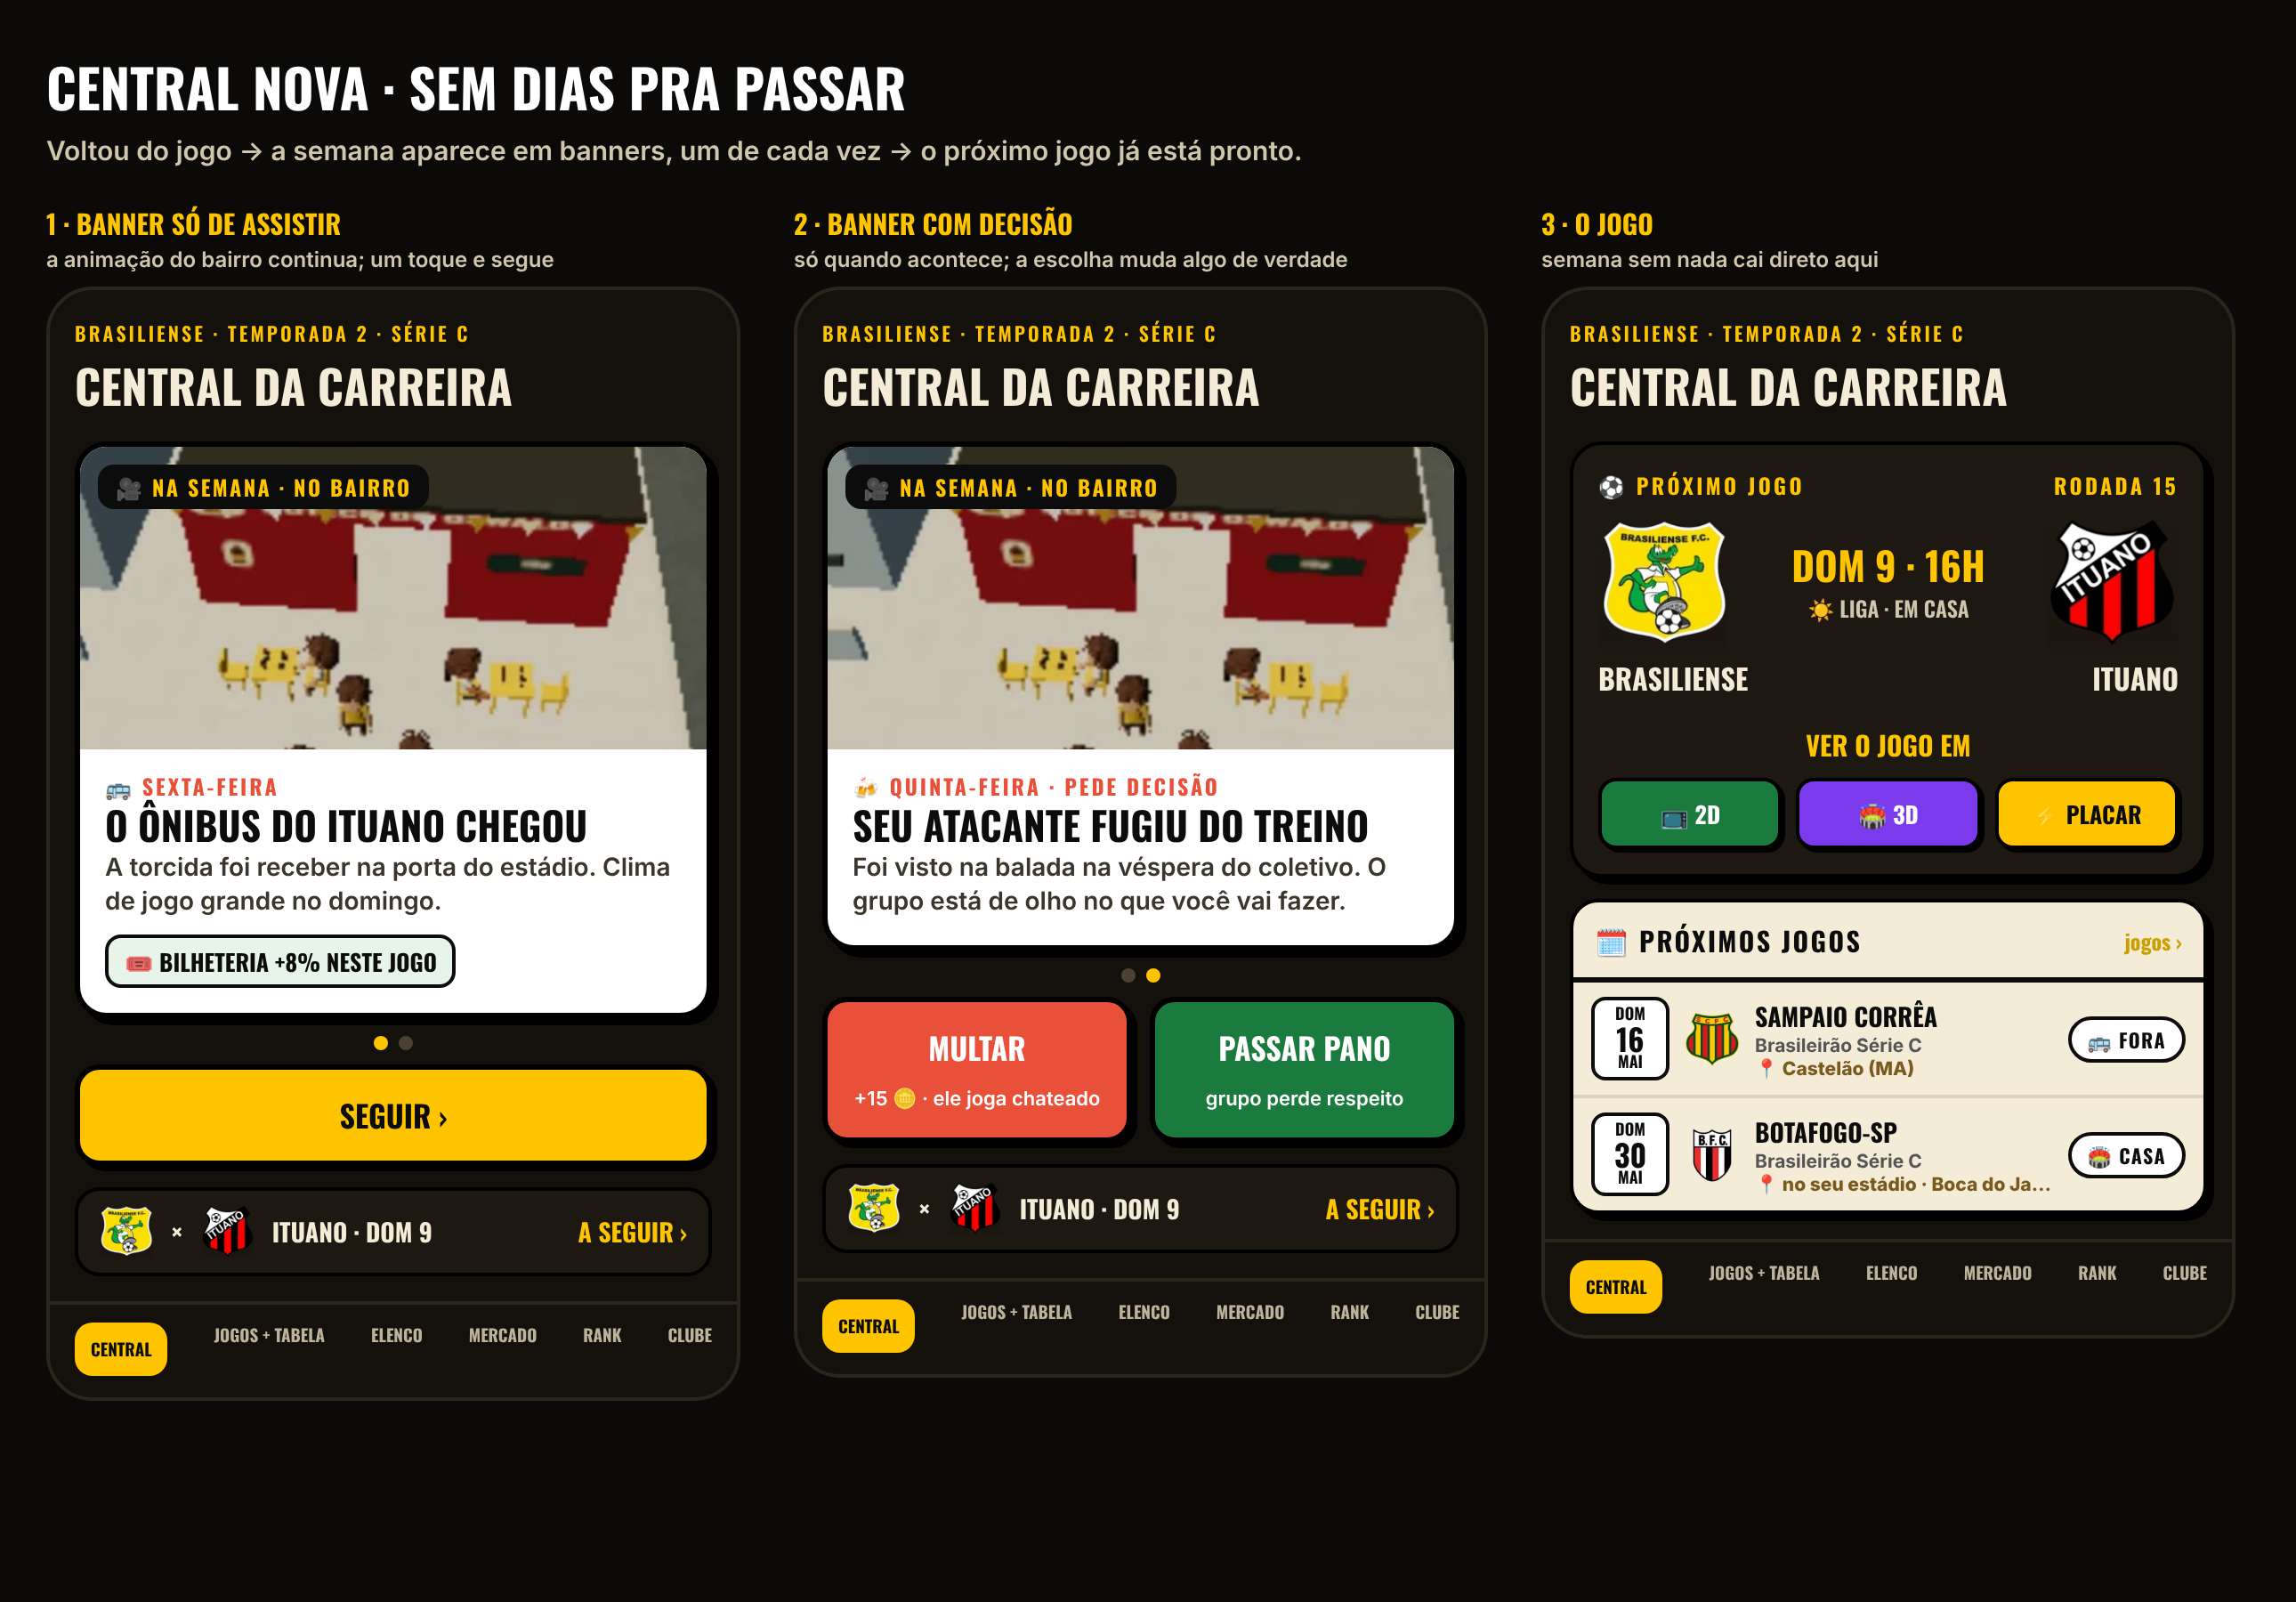 CENTRAL NOVA · SEM DIAS PRA PASSAR
Voltou do jogo → a semana aparece em banners, um de cada vez → o próximo jogo já está pronto.
1 · BANNER SÓ DE ASSISTIR
a animação do bairro continua; um toque e segue
BRASILIENSE · TEMPORADA 2 · SÉRIE C
CENTRAL DA CARREIRA
NA SEMANA · NO BAIRRO
SEXTA-FEIRA
O ÔNIBUS DO ITUANO CHEGOU
A torcida foi receber na porta do estádio. Clima
de jogo grande no domingo.
BILHETERIA +8% NESTE JOGO
SEGUIR ›
BRASILIENSE F.C.
×
ITUANO
ITUANO · DOM 9
A SEGUIR ›
CENTRAL
JOGOS + TABELA
ELENCO
MERCADO
RANK
CLUBE
2 · BANNER COM DECISÃO
só quando acontece; a escolha muda algo de verdade
BRASILIENSE · TEMPORADA 2 · SÉRIE C
CENTRAL DA CARREIRA
NA SEMANA · NO BAIRRO
QUINTA-FEIRA · PEDE DECISÃO
SEU ATACANTE FUGIU DO TREINO
Foi visto na balada na véspera do coletivo. O
grupo está de olho no que você vai fazer.
MULTAR
+15 🪙 · ele joga chateado
PASSAR PANO
grupo perde respeito
BRASILIENSE F.C.
×
ITUANO
ITUANO · DOM 9
A SEGUIR ›
CENTRAL
JOGOS + TABELA
ELENCO
MERCADO
RANK
CLUBE
3 · O JOGO
semana sem nada cai direto aqui
BRASILIENSE · TEMPORADA 2 · SÉRIE C
CENTRAL DA CARREIRA
PRÓXIMO JOGO
RODADA 15
BRASILIENSE F.C.
DOM 9 · 16H
LIGA · EM CASA
ITUANO
BRASILIENSE
ITUANO
VER O JOGO EM
2D
3D
PLACAR
PRÓXIMOS JOGOS
jogos ›
DOM
16
MAI
SAMPAIO CORRÊA
Brasileirão Série C
Castelão (MA)
FORA
DOM
30
MAI
B.F.C.
BOTAFOGO-SP
Brasileirão Série C
no seu estádio · Boca do Ja...
CASA
CENTRAL
JOGOS + TABELA
ELENCO
MERCADO
RANK
CLUBE